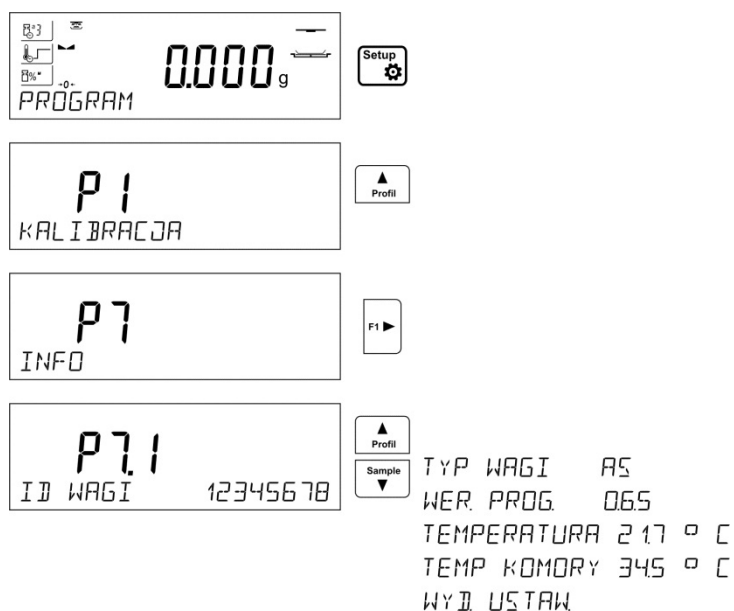 0.000 g
Setup
PROGRAM
P1
Profil
KALIBRACJA
P7
F1
INFO
P7.1
Profil
Sample
ID WAGI 12345678
TYP WAGI AS
WER. PROG. 0.6.5
TEMPERATURA 21.7 ° C
TEMP KOMORY 34.5 ° C
WYD. USTAW.